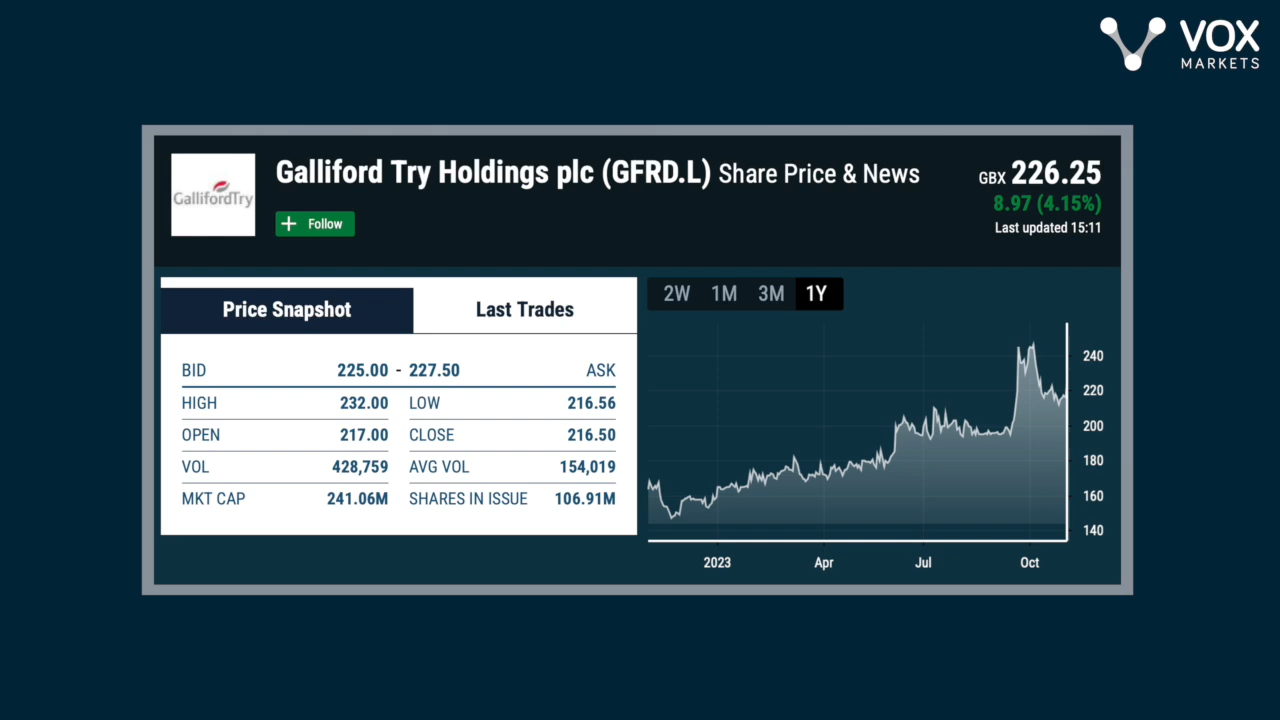 VOX
MARKETS
GallifordTry
Galliford Try Holdings plc (GFRD.L) Share Price & News
+ Follow
GBX 226.25
8.97 (4.15%)
Last updated 15:11
Price Snapshot
Last Trades
BID 225.00 - 227.50 ASK
HIGH 232.00 LOW 216.56
OPEN 217.00 CLOSE 216.50
VOL 428,759 AVG VOL 154,019
MKT CAP 241.06M SHARES IN ISSUE 106.91M
2W 1M 3M 1Y
240
220
200
180
160
140
2023 Apr Jul Oct